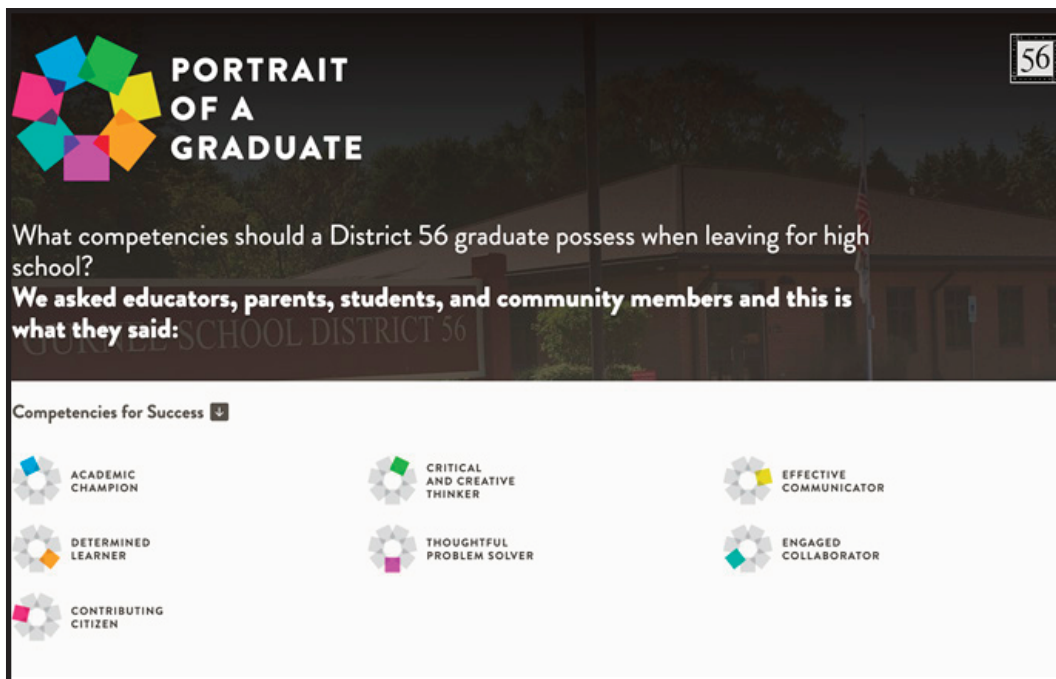 PORTRAIT
OF A
GRADUATE
56
What competencies should a District 56 graduate possess when leaving for high
school?
We asked educators, parents, students, and community members and this is
what they said:
GURNEE SCHOOL DISTRICT 56
Competencies for Success
ACADEMIC
CHAMPION
CRITICAL
AND CREATIVE
THINKER
EFFECTIVE
COMMUNICATOR
DETERMINED
LEARNER
THOUGHTFUL
PROBLEM SOLVER
ENGAGED
COLLABORATOR
CONTRIBUTING
CITIZEN